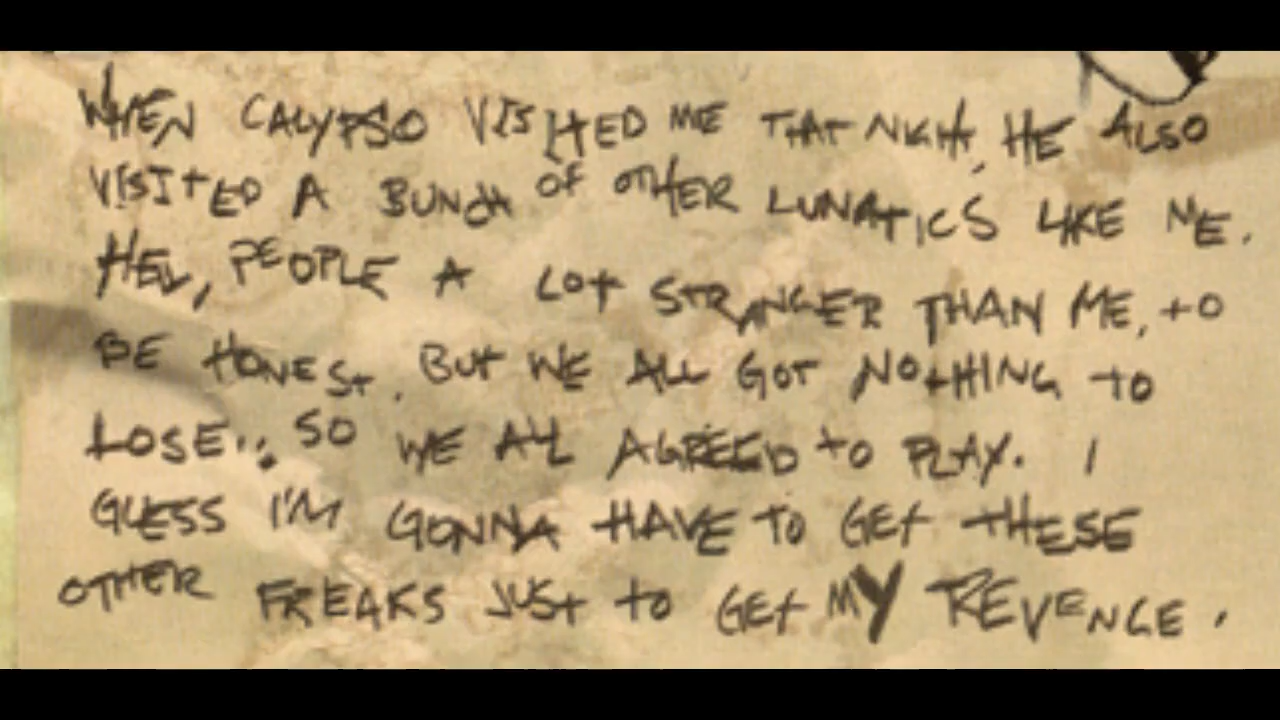 WHEN CALYPSO VISITED ME THAT NIGHT, HE ALSO
VISITED A BUNCH OF OTHER LUNATICS LIKE ME.
HELL, PEOPLE A LOT STRANGER THAN ME, TO
BE HONEST. BUT WE ALL GOT NOTHING TO
LOSE... SO WE ALL AGREED TO PLAY. I
GUESS I'M GONNA HAVE TO GET THESE
OTHER FREAKS JUST TO GET MY REVENGE.